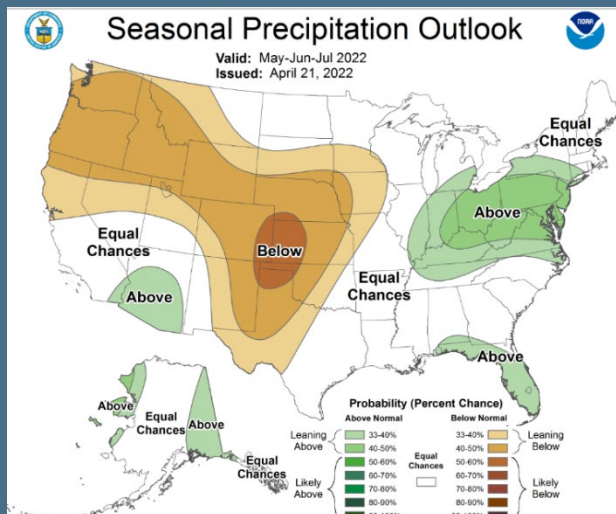 Seasonal Precipitation Outlook
NOAA
Valid: May-Jun-Jul 2022
Issued: April 21, 2022
Equal
Chances
Above
Below
Equal
Chances
Above
Equal
Chances
Above
Above
Equal
Chances
Above
Equal
Chances
Probability (Percent Chance)
Above Normal
Below Normal
Leaning
Above
33-40%
40-50%
Equal
Chances
33-40%
40-50%
Leaning
Below
Likely
Above
50-60%
60-70%
70-80%
80-90%
50-60%
60-70%
70-80%
80-90%
Likely
Below